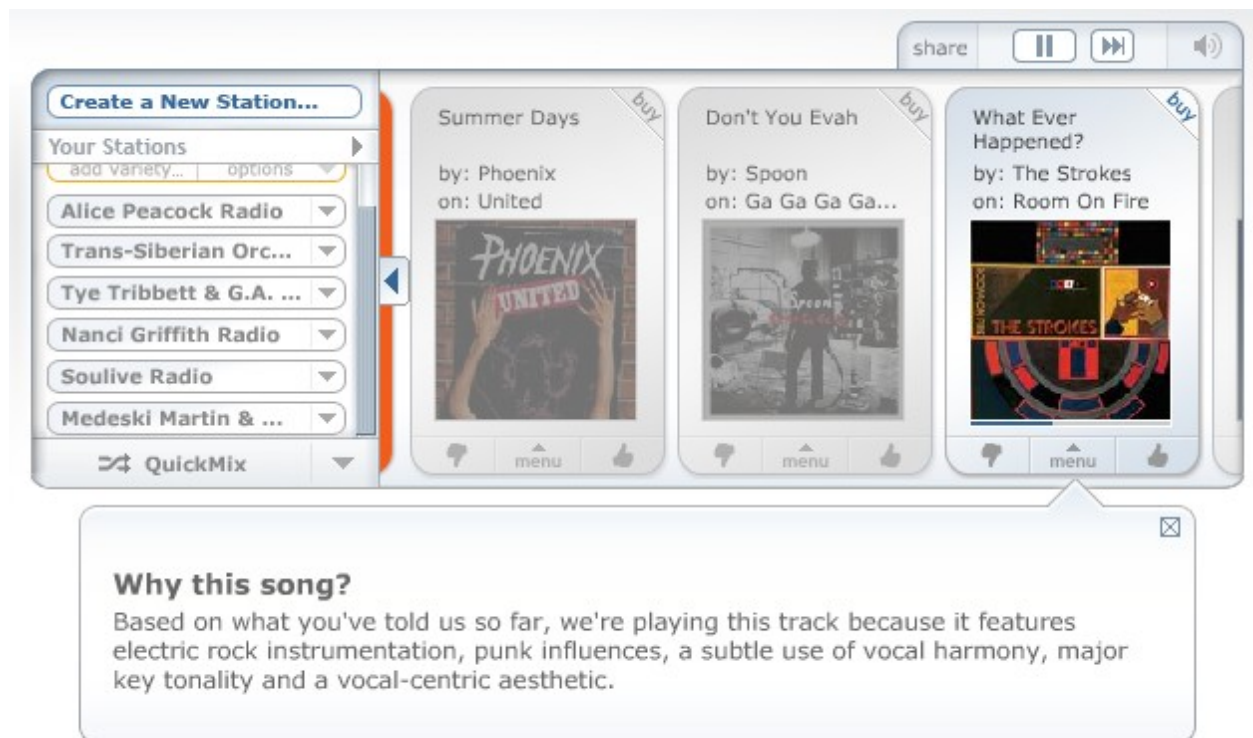 share
Create a New Station...
Your Stations
add variety... options
Alice Peacock Radio
Trans-Siberian Orc...
Tye Tribbett & G.A. ...
Nanci Griffith Radio
Soulive Radio
Medeski Martin & ...
QuickMix
Summer Days
buy
by: Phoenix
on: United
PHOENIX
UNITED
menu
Don't You Evah
buy
by: Spoon
on: Ga Ga Ga Ga...
Spoon
menu
What Ever
Happened?
buy
by: The Strokes
on: Room On Fire
THE STROKES
menu
Why this song?
Based on what you've told us so far, we're playing this track because it features
electric rock instrumentation, punk influences, a subtle use of vocal harmony, major
key tonality and a vocal-centric aesthetic.